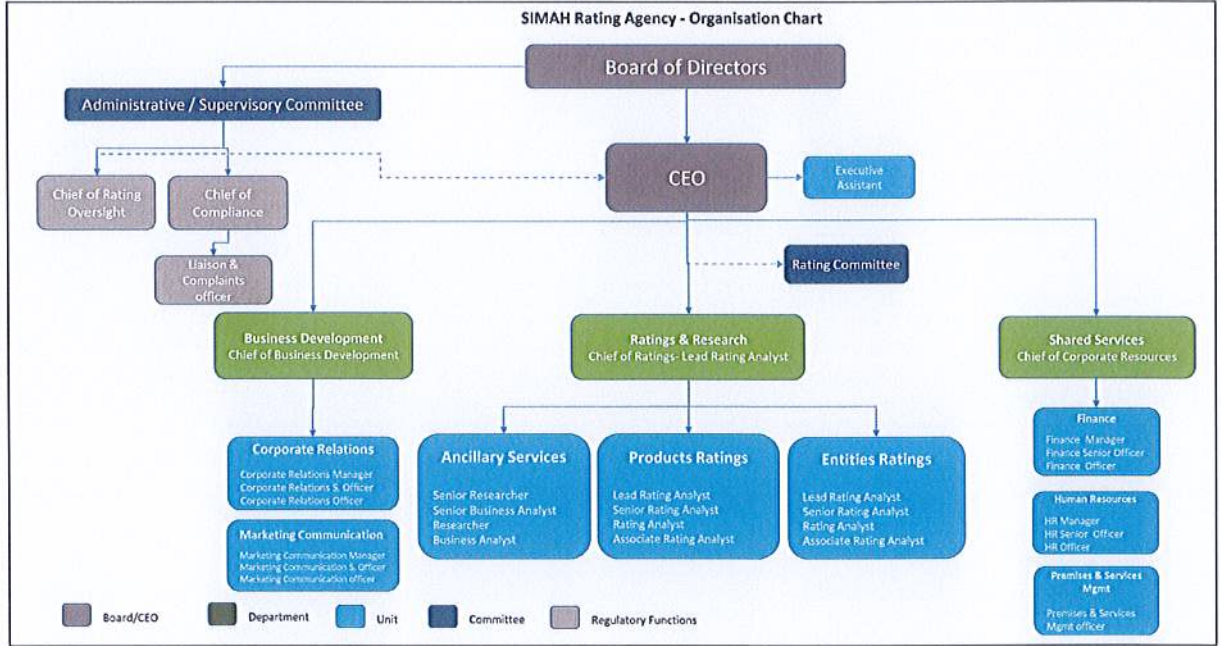 SIMAH Rating Agency - Organisation Chart
Board of Directors
Administrative / Supervisory Committee
CEO
Executive
Assistant
Chief of Rating
Oversight
Chief of
Compliance
Liaison &
Complaints
officer
Rating Committee
Business Development
Chief of Business Development
Ratings & Research
Chief of Ratings- Lead Rating Analyst
Shared Services
Chief of Corporate Resources
Corporate Relations
Corporate Relations Manager
Corporate Relations S. Officer
Corporate Relations Officer
Marketing Communication
Marketing Communication Manager
Marketing Communication S. Officer
Marketing Communication officer
Ancillary Services
Senior Researcher
Senior Business Analyst
Researcher
Business Analyst
Products Ratings
Lead Rating Analyst
Senior Rating Analyst
Rating Analyst
Associate Rating Analyst
Entities Ratings
Lead Rating Analyst
Senior Rating Analyst
Rating Analyst
Associate Rating Analyst
Finance
Finance Manager
Finance Senior Officer
Finance Officer
Human Resources
HR Manager
HR Senior Officer
HR Officer
Premises & Services
Mgmt
Premises & Services
Mgmt officer
Board/CEO
Department
Unit
Committee
Regulatory Functions